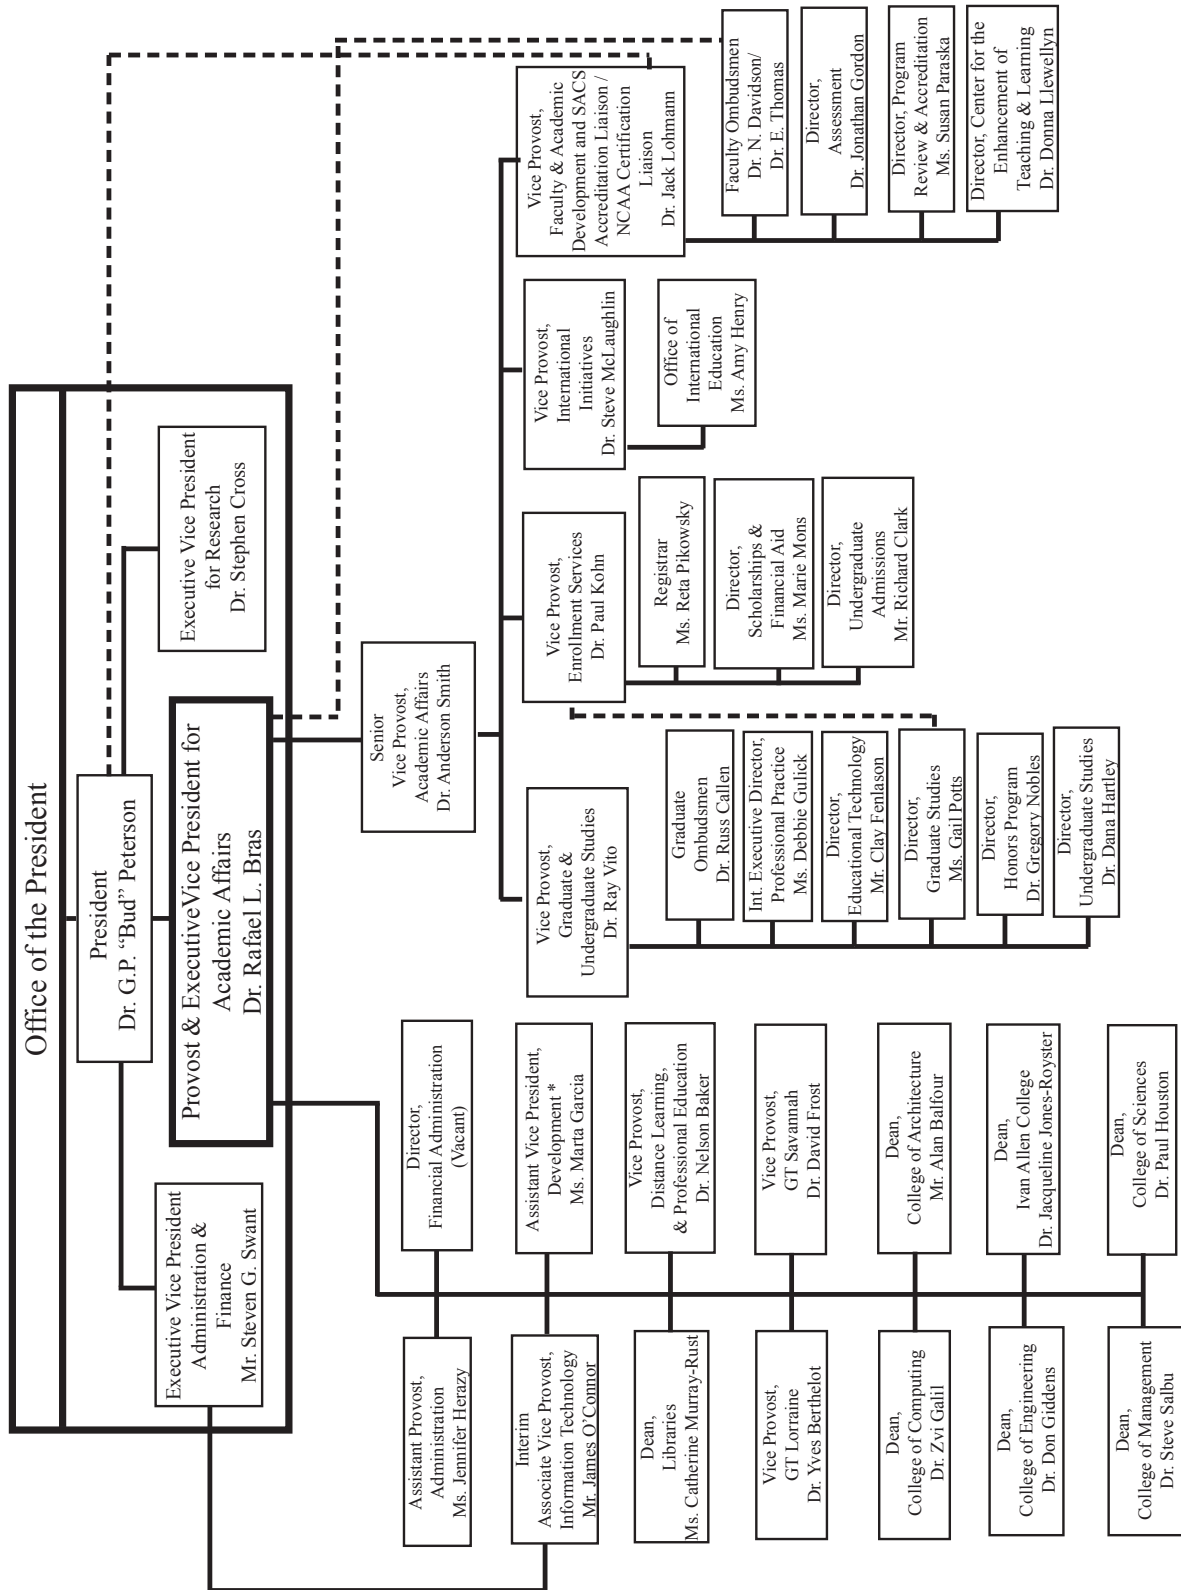 Office of the President
President
Dr. G.P. “Bud” Peterson
Executive Vice President
Administration &
Finance
Mr. Steven G. Swant
Provost & ExecutiveVice President for
Academic Affairs
Dr. Rafael L. Bras
Executive Vice President
for Research
Dr. Stephen Cross
Assistant Provost,
Administration
Ms. Jennifer Herazy
Director,
Financial Administration
(Vacant)
Interim
Associate Vice Provost,
Information Technology
Mr. James O’Connor
Assistant Vice President,
Development *
Ms. Marta Garcia
Dean,
Libraries
Ms. Catherine Murray-Rust
Vice Provost,
Distance Learning,
& Professional Education
Dr. Nelson Baker
Vice Provost,
GT Lorraine
Dr. Yves Berthelot
Vice Provost,
GT Savannah
Dr. David Frost
Dean,
College of Computing
Dr. Zvi Galil
Dean,
College of Architecture
Mr. Alan Balfour
Dean,
College of Engineering
Dr. Don Giddens
Dean,
Ivan Allen College
Dr. Jacqueline Jones-Royster
Dean,
College of Management
Dr. Steve Salbu
Dean,
College of Sciences
Dr. Paul Houston
Senior
Vice Provost,
Academic Affairs
Dr. Anderson Smith
Vice Provost,
Graduate &
Undergraduate Studies
Dr. Ray Vito
Graduate
Ombudsmen
Dr. Russ Callen
Int. Executive Director,
Professional Practice
Ms. Debbie Gulick
Director,
Educational Technology
Mr. Clay Fenlason
Director,
Graduate Studies
Ms. Gail Potts
Director,
Honors Program
Dr. Gregory Nobles
Director,
Undergraduate Studies
Dr. Dana Hartley
Vice Provost,
Enrollment Services
Dr. Paul Kohn
Registrar
Ms. Reta Pikowsky
Director,
Scholarships &
Financial Aid
Ms. Marie Mons
Director,
Undergraduate
Admissions
Mr. Richard Clark
Vice Provost,
International
Initiatives
Dr. Steve McLaughlin
Office of
International
Education
Ms. Amy Henry
Vice Provost,
Faculty & Academic
Development and SACS
Accreditation Liaison /
NCAA Certification
Liaison
Dr. Jack Lohmann
Faculty Ombudsmen
Dr. N. Davidson/
Dr. E. Thomas
Director,
Assessment
Dr. Jonathan Gordon
Director, Program
Review & Accreditation
Ms. Susan Paraska
Director, Center for the
Enhancement of
Teaching & Learning
Dr. Donna Llewellyn